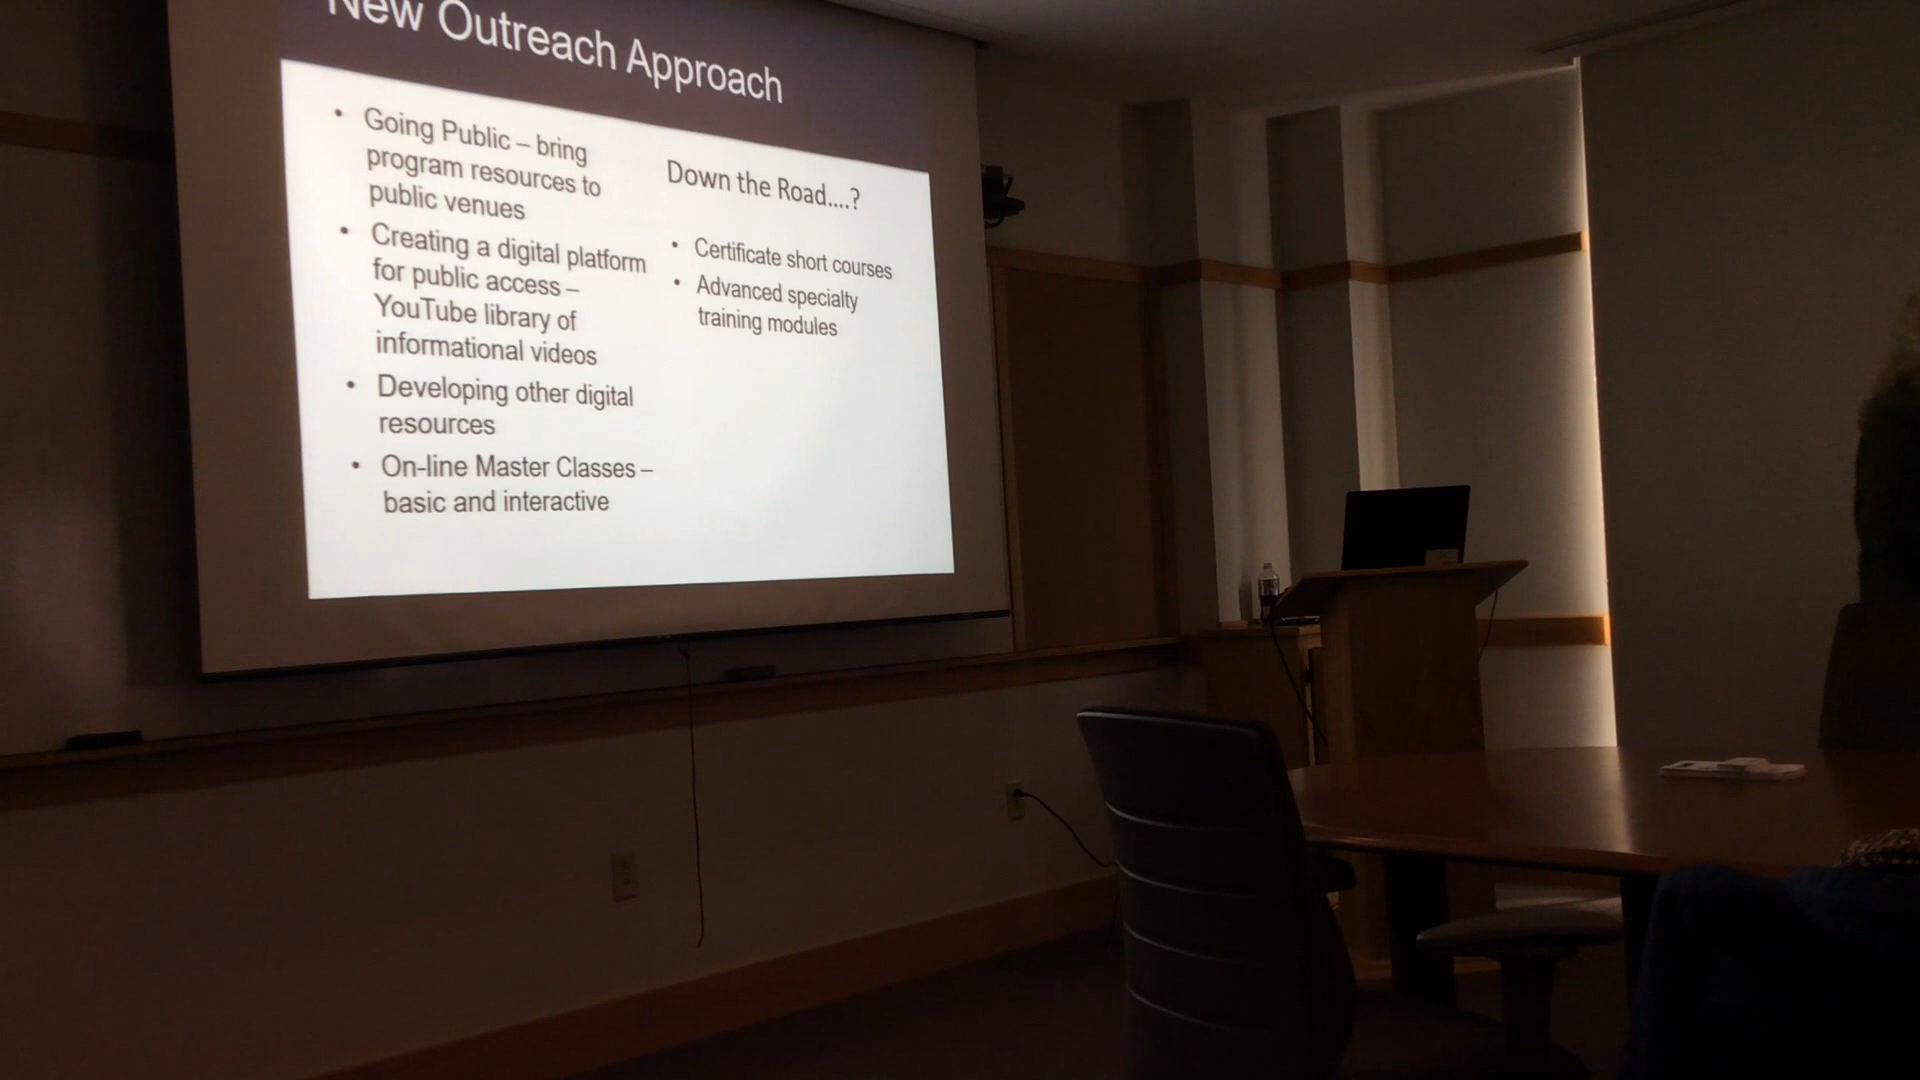 New Outreach Approach
• Going Public – bring
program resources to
public venues
• Creating a digital platform
for public access –
YouTube library of
informational videos
• Developing other digital
resources
• On-line Master Classes –
basic and interactive
Down the Road....?
• Certificate short courses
• Advanced specialty
training modules